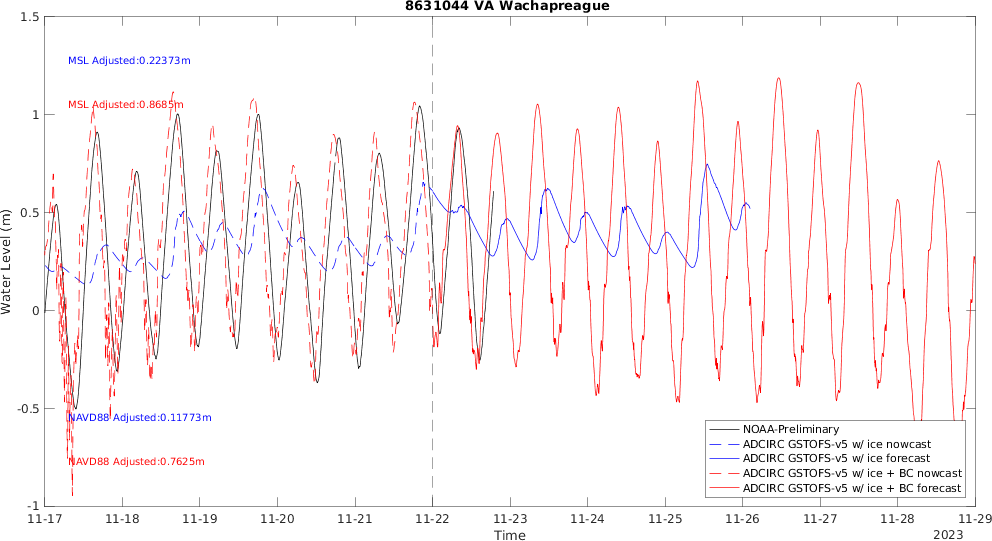 8631044 VA Wachapreague
1.5
1
0.5
0
-0.5
-1
Water Level (m)
MSL Adjusted:0.22373m
MSL Adjusted:0.8685m
NAVD88 Adjusted:0.11773m
NAVD88 Adjusted:0.7625m
NOAA-Preliminary
ADCIRC GSTOFS-v5 w/ ice nowcast
ADCIRC GSTOFS-v5 w/ ice forecast
ADCIRC GSTOFS-v5 w/ ice + BC nowcast
ADCIRC GSTOFS-v5 w/ ice + BC forecast
11-17 11-18 11-19 11-20 11-21 11-22 11-23 11-24 11-25 11-26 11-27 11-28 11-29
Time
2023